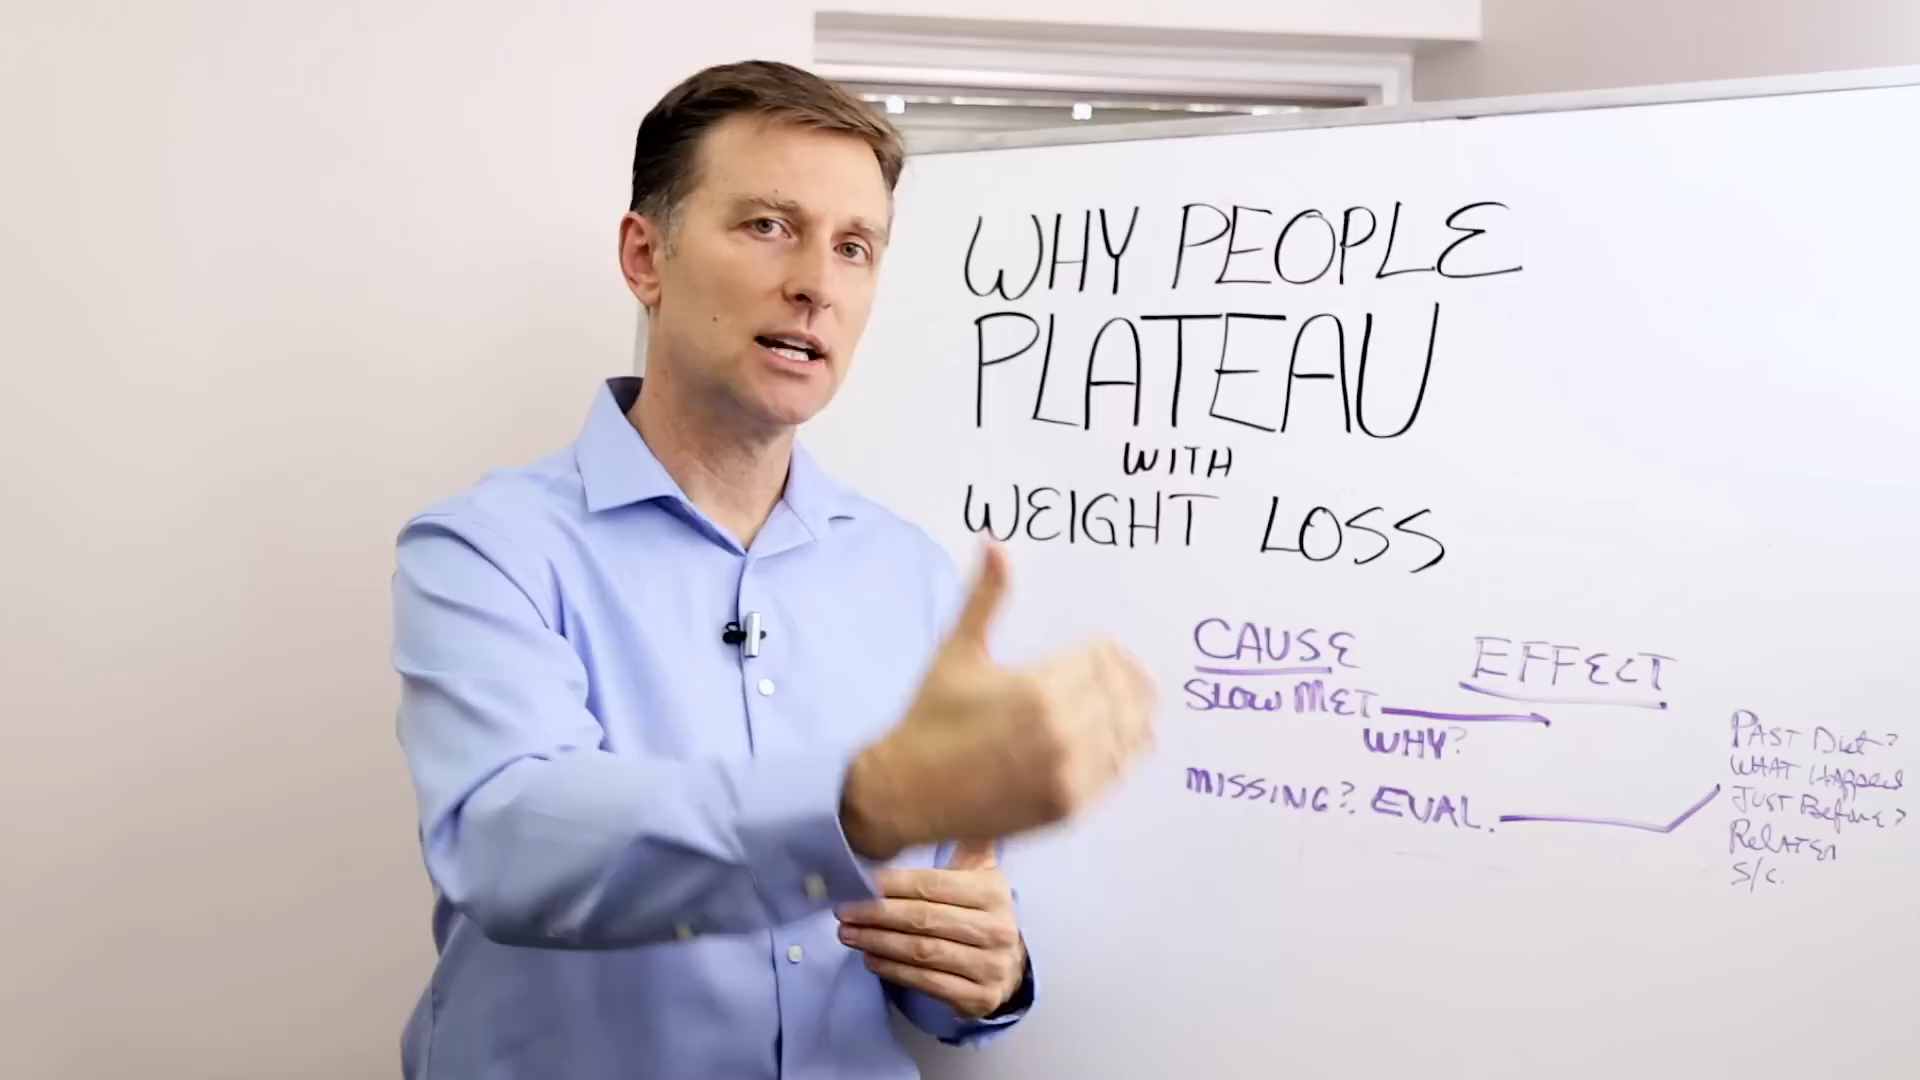 WHY PEOPLE
PLATEAU
WITH
WEIGHT LOSS
CAUSE EFFECT
SLOW MET
WHY?
MISSING? EVAL.
PAST Diet?
WHAT Happened
JUST Before?
RELATED
S/C.